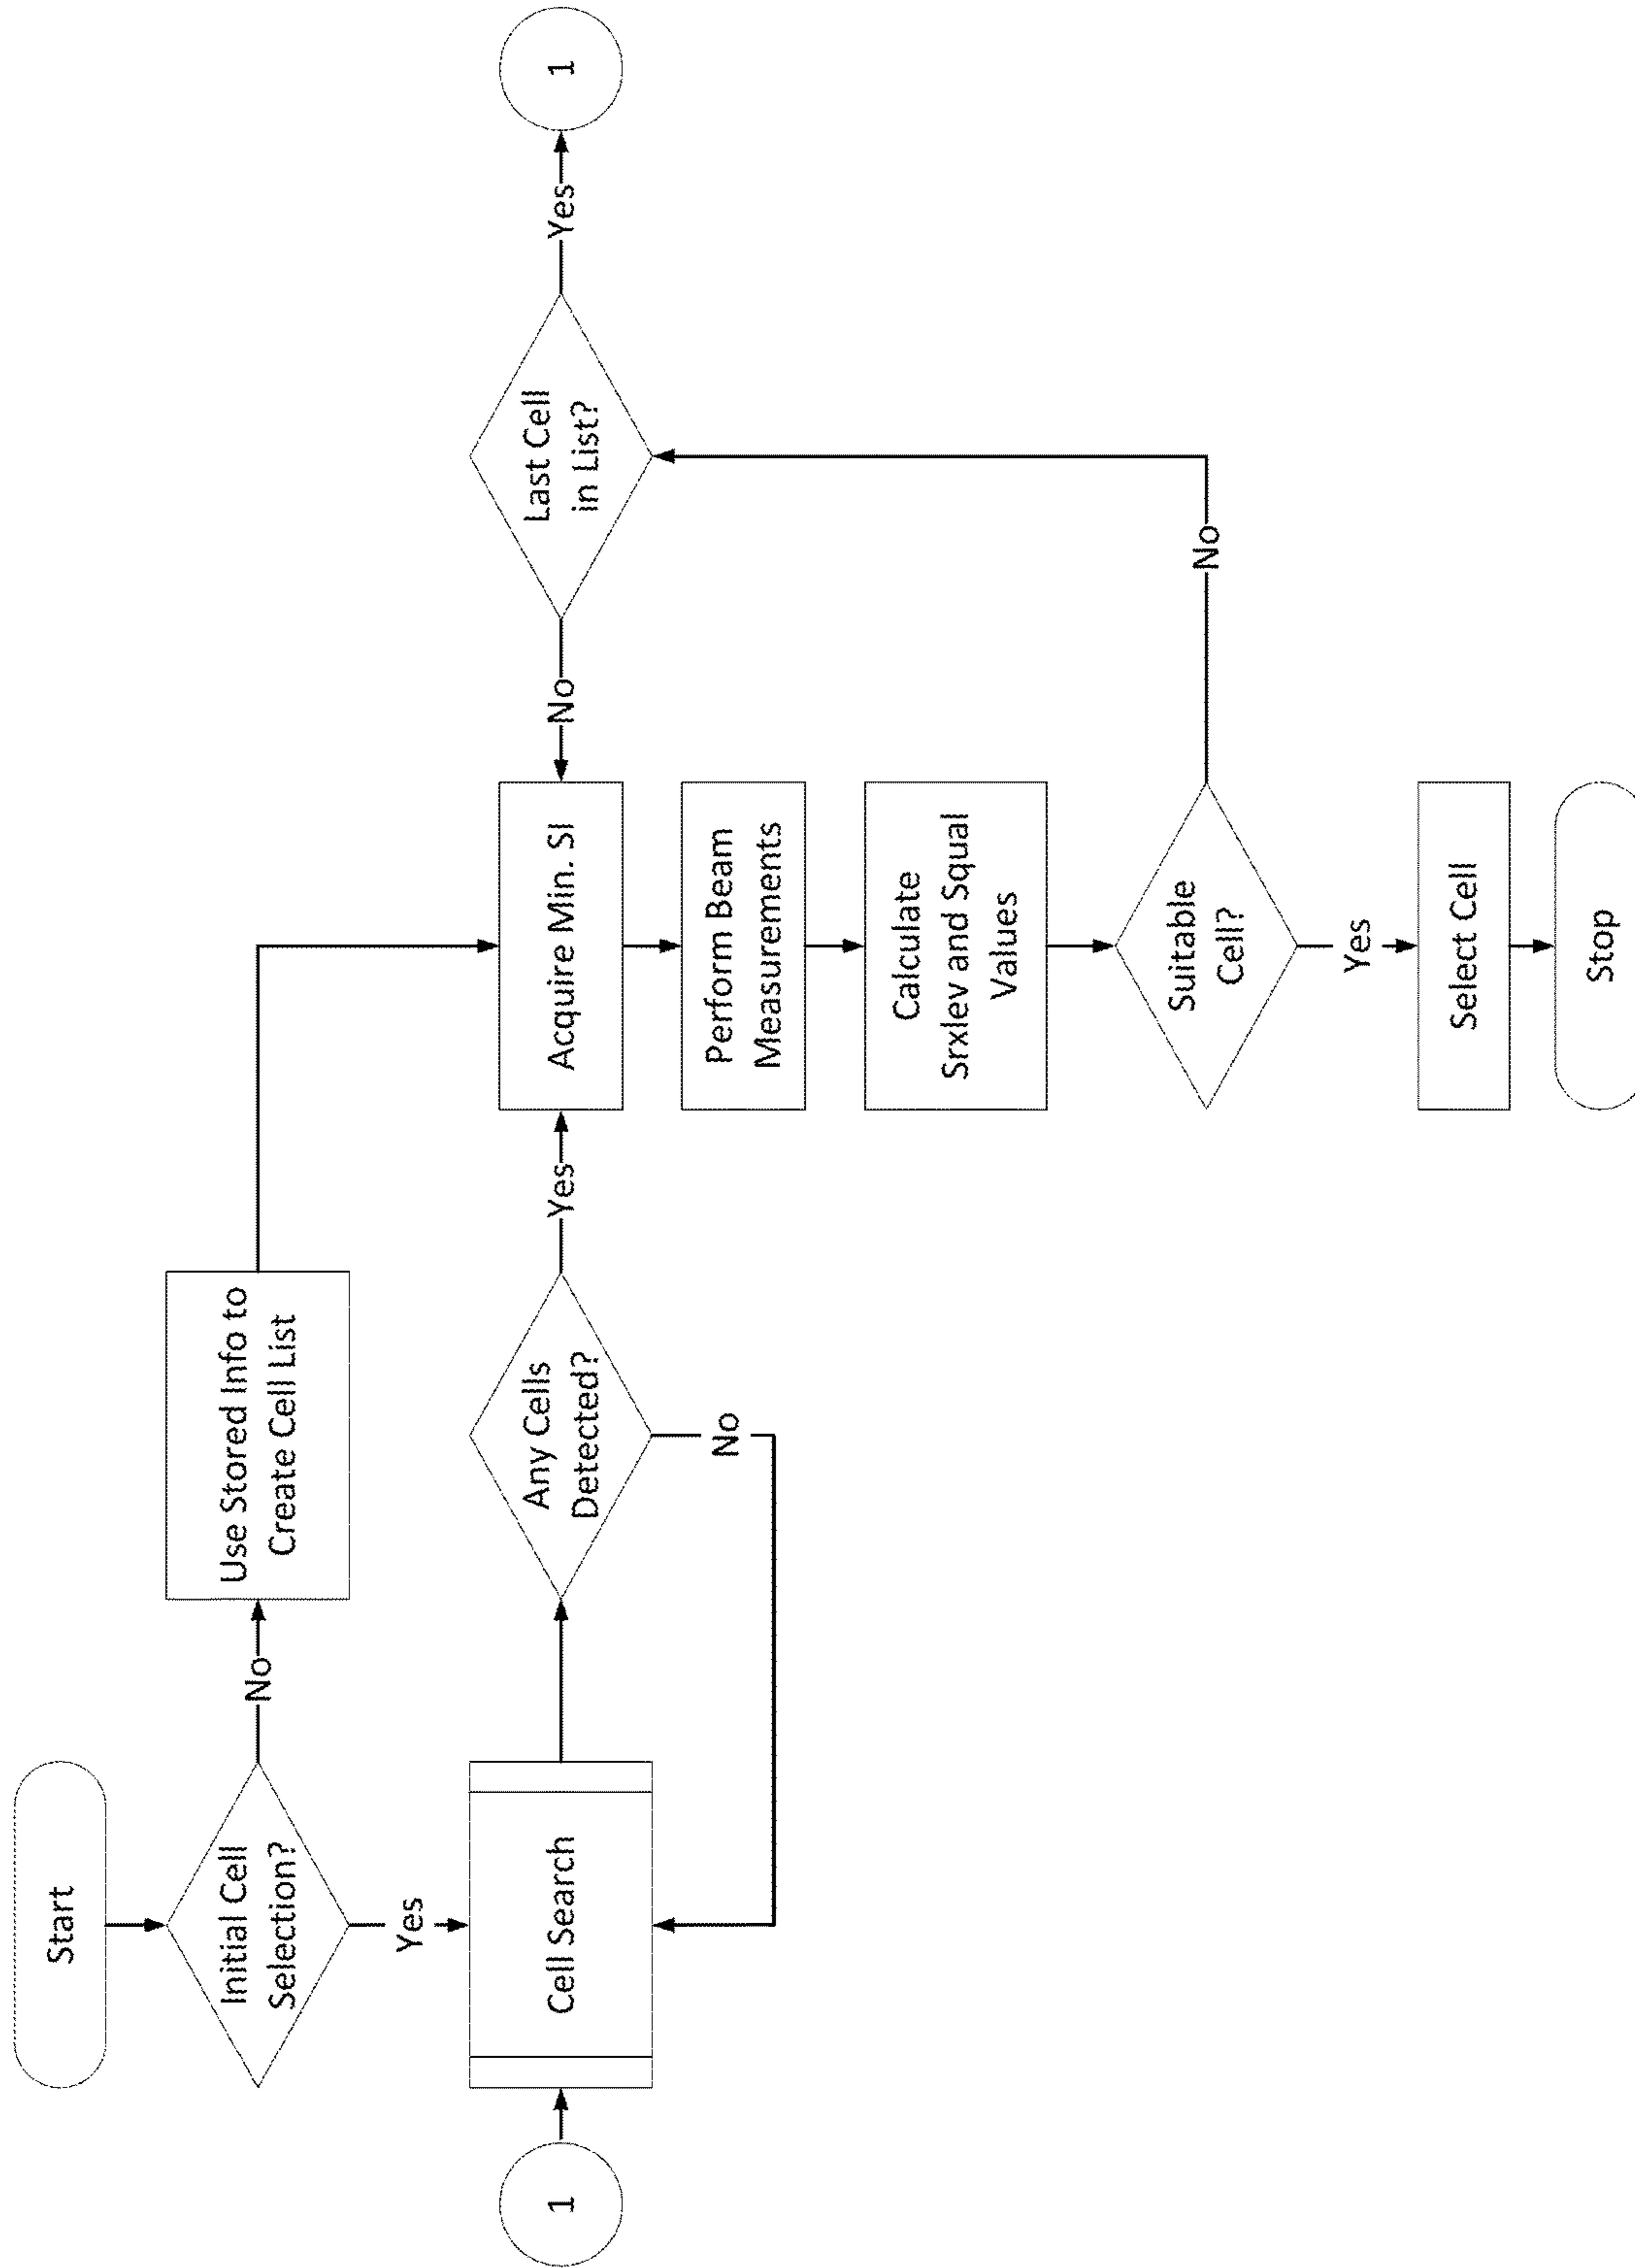 Start
Initial Cell
Selection?
No
Use Stored Info to
Create Cell List
Yes
1
Cell Search
Any Cells
Detected?
No
Yes
Acquire Min. SI
No
Last Cell
in List?
Yes
1
Perform Beam
Measurements
Calculate
Srxlev and Squal
Values
Suitable
Cell?
No
Yes
Select Cell
Stop